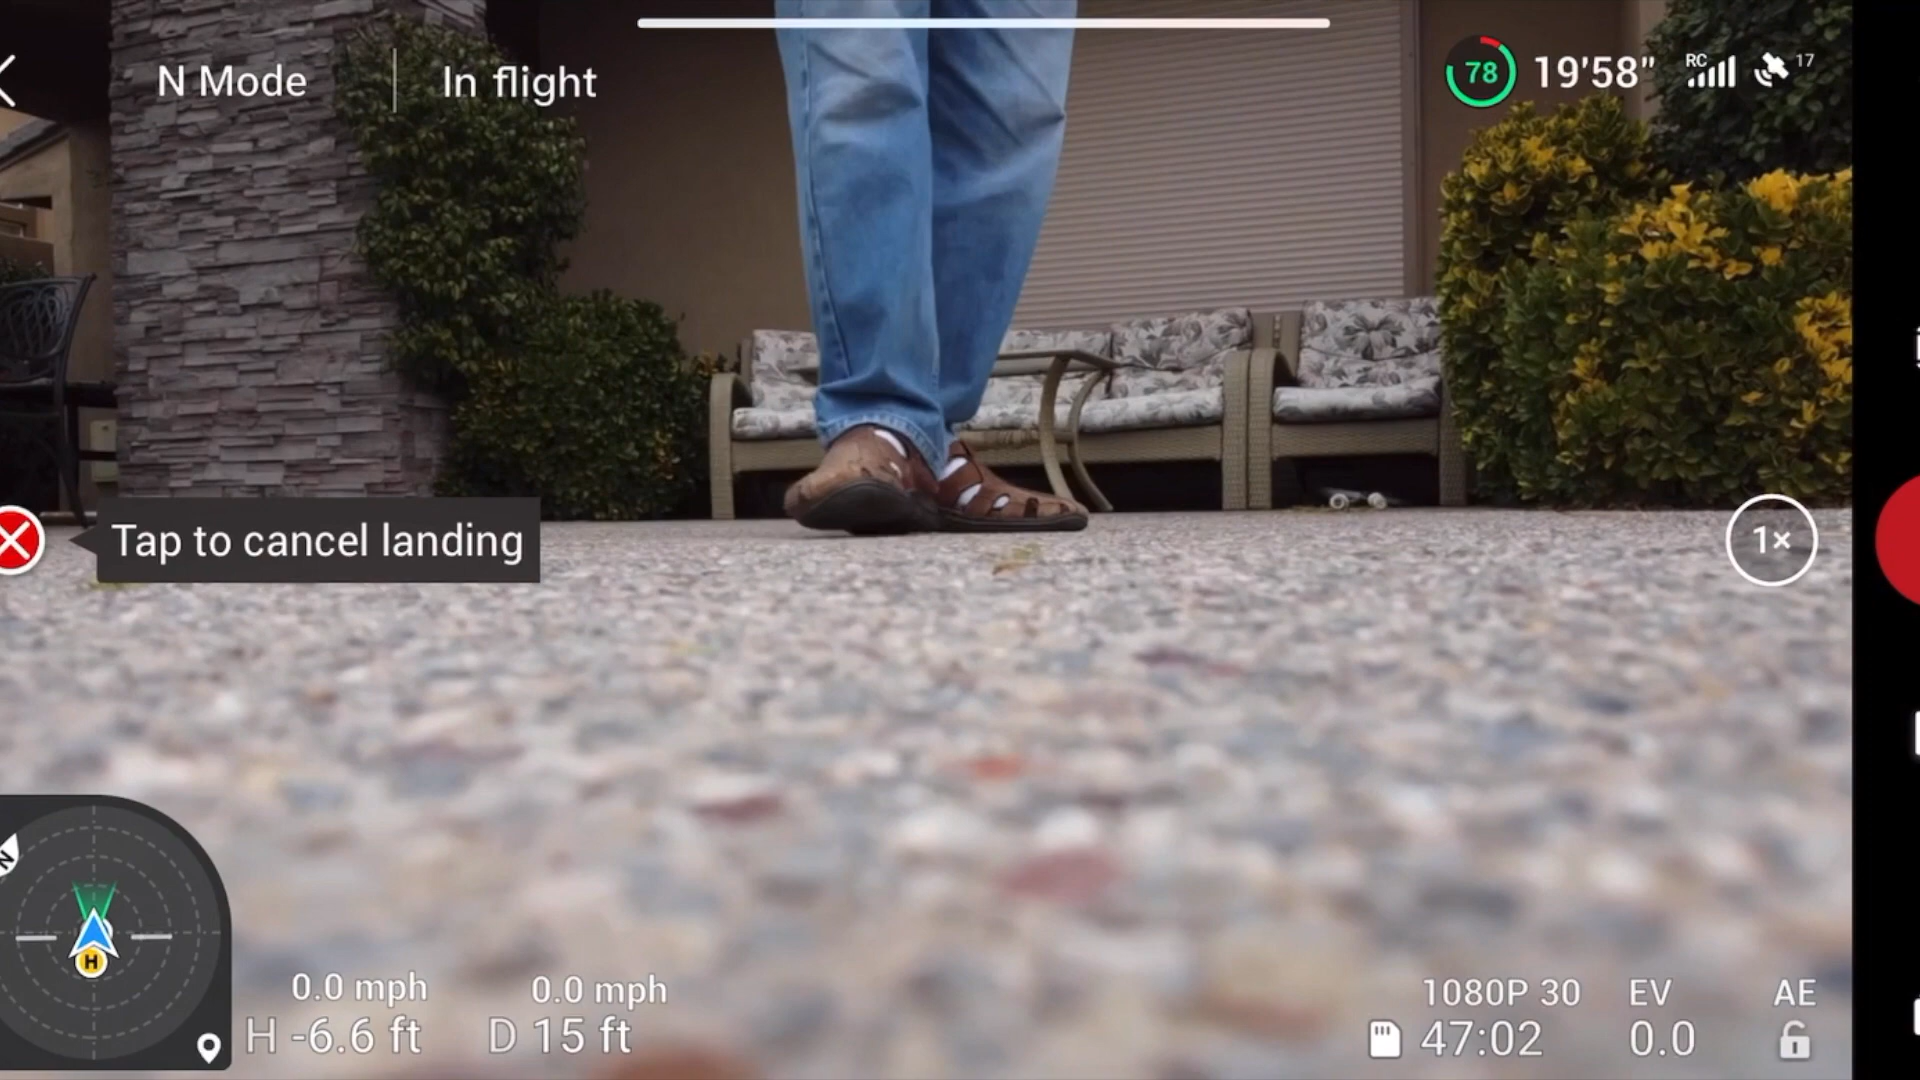 N Mode
In flight
78
19'58"
RC
17
Tap to cancel landing
1×
N
H
0.0 mph
0.0 mph
H -6.6 ft
D 15 ft
1080P 30
EV
AE
47:02
0.0